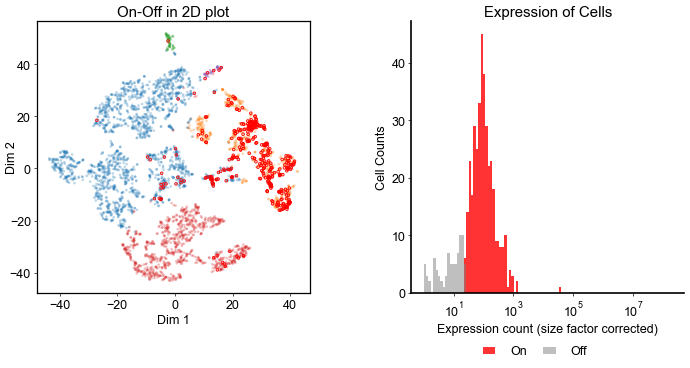 On-Off in 2D plot
Dim 2
40
20
0
−20
−40
−40 −20 0 20 40
Dim 1
Expression of Cells
Cell Counts
40
30
20
10
0
10^1 10^3 10^5 10^7
Expression count (size factor corrected)
On Off